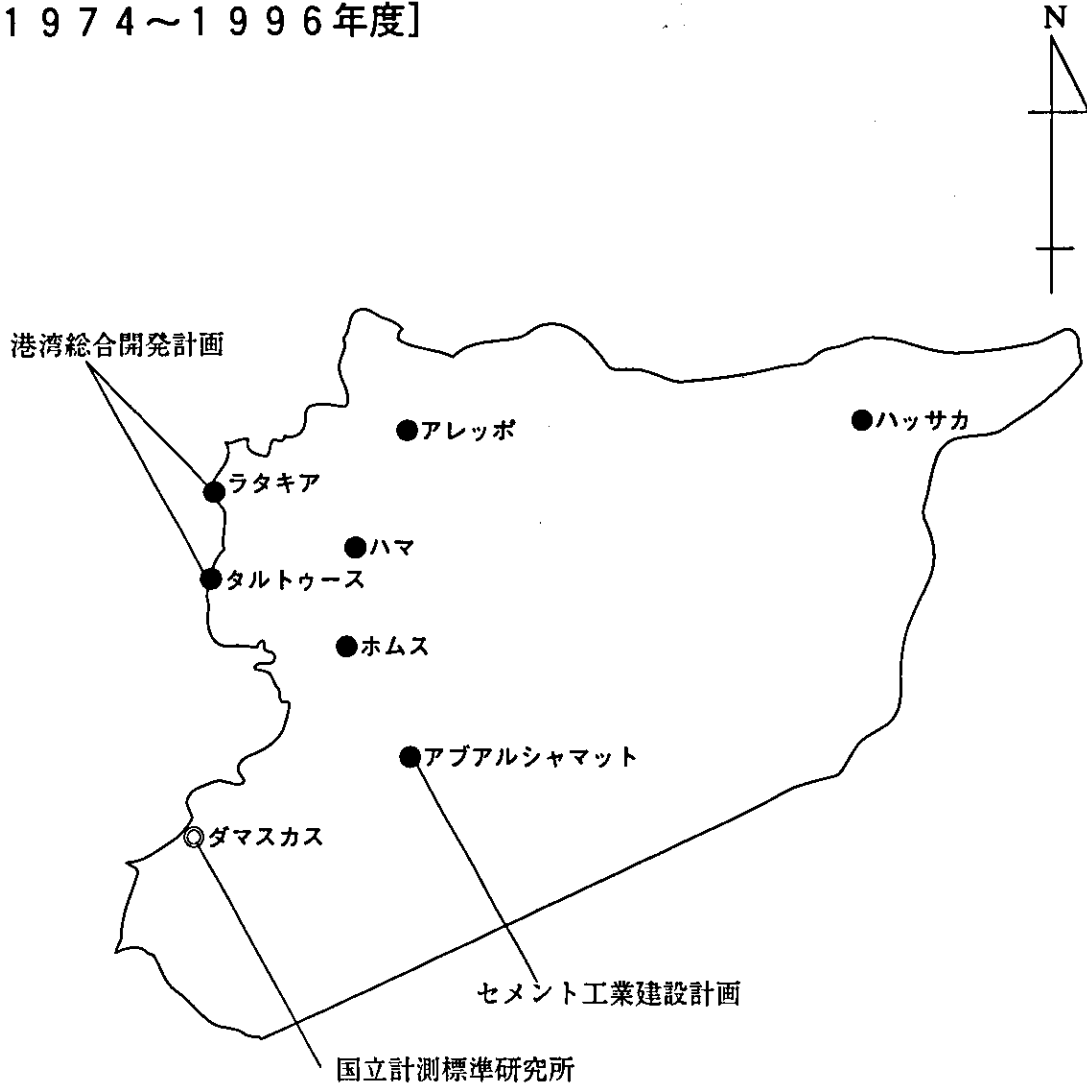 1974～1996年度]
N
港湾総合開発計画
アレッポ
ハッサカ
ラタキア
ハマ
タルトゥース
ホムス
アブアルシャマット
ダマスカス
セメント工業建設計画
国立計測標準研究所